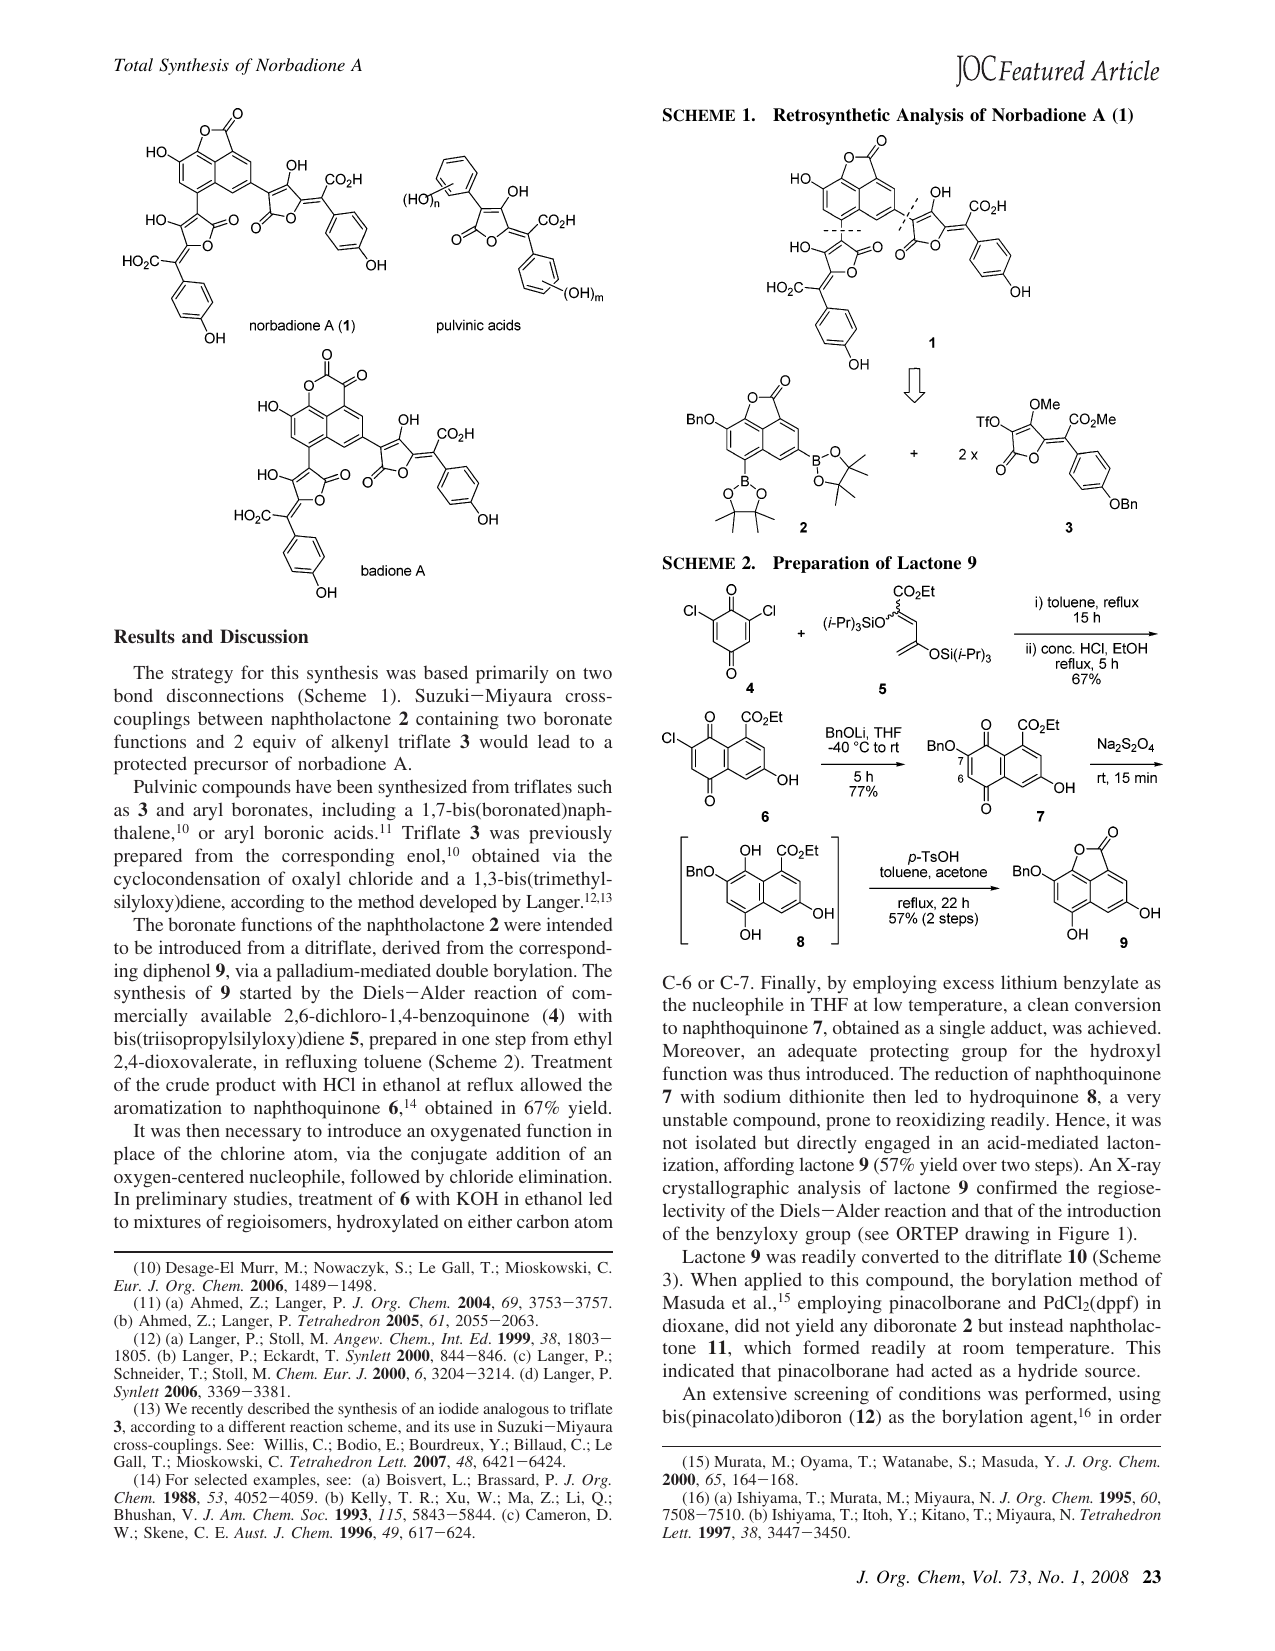 Total Synthesis of Norbadione A
JOC Featured Article
O
O
HO
OH
CO2H
HO
O
O
O
O
HO2C
OH
OH
norbadione A (1)
(HO)n
OH
CO2H
O
O
(OH)m
pulvinic acids
O
O
O
HO
OH
CO2H
HO
O
O
O
O
HO2C
OH
OH
badione A
Results and Discussion
The strategy for this synthesis was based primarily on two
bond disconnections (Scheme 1). Suzuki−Miyaura cross-
couplings between naphtholactone 2 containing two boronate
functions and 2 equiv of alkenyl triflate 3 would lead to a
protected precursor of norbadione A.
Pulvinic compounds have been synthesized from triflates such
as 3 and aryl boronates, including a 1,7-bis(boronated)naph-
thalene,10 or aryl boronic acids.11 Triflate 3 was previously
prepared from the corresponding enol,10 obtained via the
cyclocondensation of oxalyl chloride and a 1,3-bis(trimethyl-
silyloxy)diene, according to the method developed by Langer.12,13
The boronate functions of the naphtholactone 2 were intended
to be introduced from a ditriflate, derived from the correspond-
ing diphenol 9, via a palladium-mediated double borylation. The
synthesis of 9 started by the Diels−Alder reaction of com-
mercially available 2,6-dichloro-1,4-benzoquinone (4) with
bis(triisopropylsilyloxy)diene 5, prepared in one step from ethyl
2,4-dioxovalerate, in refluxing toluene (Scheme 2). Treatment
of the crude product with HCl in ethanol at reflux allowed the
aromatization to naphthoquinone 6,14 obtained in 67% yield.
It was then necessary to introduce an oxygenated function in
place of the chlorine atom, via the conjugate addition of an
oxygen-centered nucleophile, followed by chloride elimination.
In preliminary studies, treatment of 6 with KOH in ethanol led
to mixtures of regioisomers, hydroxylated on either carbon atom
(10) Desage-El Murr, M.; Nowaczyk, S.; Le Gall, T.; Mioskowski, C.
Eur. J. Org. Chem. 2006, 1489−1498.
(11) (a) Ahmed, Z.; Langer, P. J. Org. Chem. 2004, 69, 3753−3757.
(b) Ahmed, Z.; Langer, P. Tetrahedron 2005, 61, 2055−2063.
(12) (a) Langer, P.; Stoll, M. Angew. Chem., Int. Ed. 1999, 38, 1803−
1805. (b) Langer, P.; Eckardt, T. Synlett 2000, 844−846. (c) Langer, P.;
Schneider, T.; Stoll, M. Chem. Eur. J. 2000, 6, 3204−3214. (d) Langer, P.
Synlett 2006, 3369−3381.
(13) We recently described the synthesis of an iodide analogous to triflate
3, according to a different reaction scheme, and its use in Suzuki−Miyaura
cross-couplings. See: Willis, C.; Bodio, E.; Bourdreux, Y.; Billaud, C.; Le
Gall, T.; Mioskowski, C. Tetrahedron Lett. 2007, 48, 6421−6424.
(14) For selected examples, see: (a) Boisvert, L.; Brassard, P. J. Org.
Chem. 1988, 53, 4052−4059. (b) Kelly, T. R.; Xu, W.; Ma, Z.; Li, Q.;
Bhushan, V. J. Am. Chem. Soc. 1993, 115, 5843−5844. (c) Cameron, D.
W.; Skene, C. E. Aust. J. Chem. 1996, 49, 617−624.
SCHEME 1. Retrosynthetic Analysis of Norbadione A (1)
O
O
HO
OH
CO2H
HO
O
O
O
O
HO2C
OH
OH
1
O
O
BnO
B
O
O
B
O
O
2
+
2 x
TfO
OMe
CO2Me
O
O
OBn
3
SCHEME 2. Preparation of Lactone 9
O
Cl
Cl
O
4
+
CO2Et
(i-Pr)3SiO
OSi(i-Pr)3
5
i) toluene, reflux
15 h
ii) conc. HCl, EtOH
reflux, 5 h
67%
O
CO2Et
Cl
OH
O
6
BnOLi, THF
-40 °C to rt
5 h
77%
O
CO2Et
BnO
7
6
OH
O
7
Na2S2O4
rt, 15 min
OH
CO2Et
BnO
OH
OH
8
p-TsOH
toluene, acetone
reflux, 22 h
57% (2 steps)
O
O
BnO
OH
OH
9
C-6 or C-7. Finally, by employing excess lithium benzylate as
the nucleophile in THF at low temperature, a clean conversion
to naphthoquinone 7, obtained as a single adduct, was achieved.
Moreover, an adequate protecting group for the hydroxyl
function was thus introduced. The reduction of naphthoquinone
7 with sodium dithionite then led to hydroquinone 8, a very
unstable compound, prone to reoxidizing readily. Hence, it was
not isolated but directly engaged in an acid-mediated lacton-
ization, affording lactone 9 (57% yield over two steps). An X-ray
crystallographic analysis of lactone 9 confirmed the regiose-
lectivity of the Diels−Alder reaction and that of the introduction
of the benzyloxy group (see ORTEP drawing in Figure 1).
Lactone 9 was readily converted to the ditriflate 10 (Scheme
3). When applied to this compound, the borylation method of
Masuda et al.,15 employing pinacolborane and PdCl2(dppf) in
dioxane, did not yield any diboronate 2 but instead naphtholac-
tone 11, which formed readily at room temperature. This
indicated that pinacolborane had acted as a hydride source.
An extensive screening of conditions was performed, using
bis(pinacolato)diboron (12) as the borylation agent,16 in order
(15) Murata, M.; Oyama, T.; Watanabe, S.; Masuda, Y. J. Org. Chem.
2000, 65, 164−168.
(16) (a) Ishiyama, T.; Murata, M.; Miyaura, N. J. Org. Chem. 1995, 60,
7508−7510. (b) Ishiyama, T.; Itoh, Y.; Kitano, T.; Miyaura, N. Tetrahedron
Lett. 1997, 38, 3447−3450.
J. Org. Chem, Vol. 73, No. 1, 2008 23